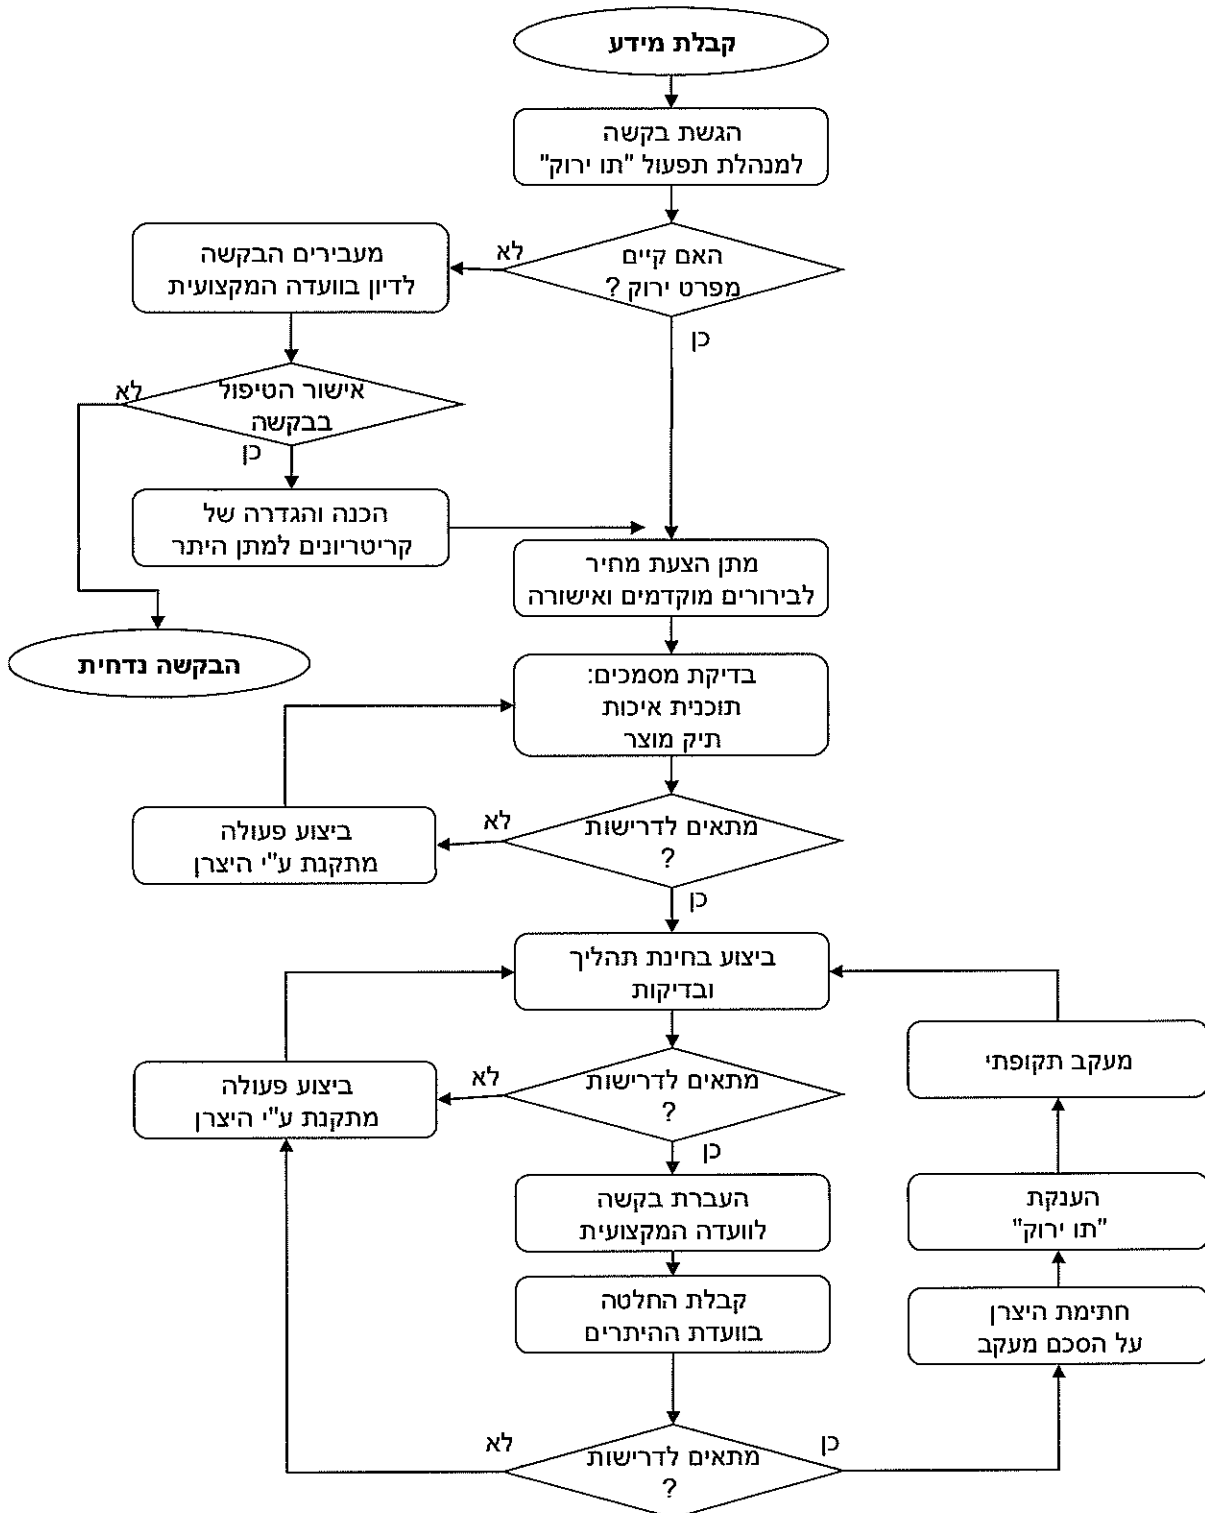 קבלת מידע
הגשת בקשה
למנהלת תפעול "תו ירוק"
האם קיים
מפרט ירוק ?
לא
כן
מעבירים הבקשה
לדיון בוועדה המקצועית
אישור הטיפול
בבקשה
לא
כן
הכנה והגדרה של
קריטריונים למתן היתר
הבקשה נדחית
מתן הצעת מחיר
לבירורים מוקדמים ואישורה
בדיקת מסמכים:
תוכנית איכות
תיק מוצר
מתאים לדרישות
?
לא
כן
ביצוע פעולה
מתקנת ע"י היצרן
ביצוע בחינת תהליך
ובדיקות
מתאים לדרישות
?
לא
כן
ביצוע פעולה
מתקנת ע"י היצרן
העברת בקשה
לוועדה המקצועית
קבלת החלטה
בוועדת ההיתרים
מתאים לדרישות
?
לא
כן
חתימת היצרן
על הסכם מעקב
הענקת
"תו ירוק"
מעקב תקופתי